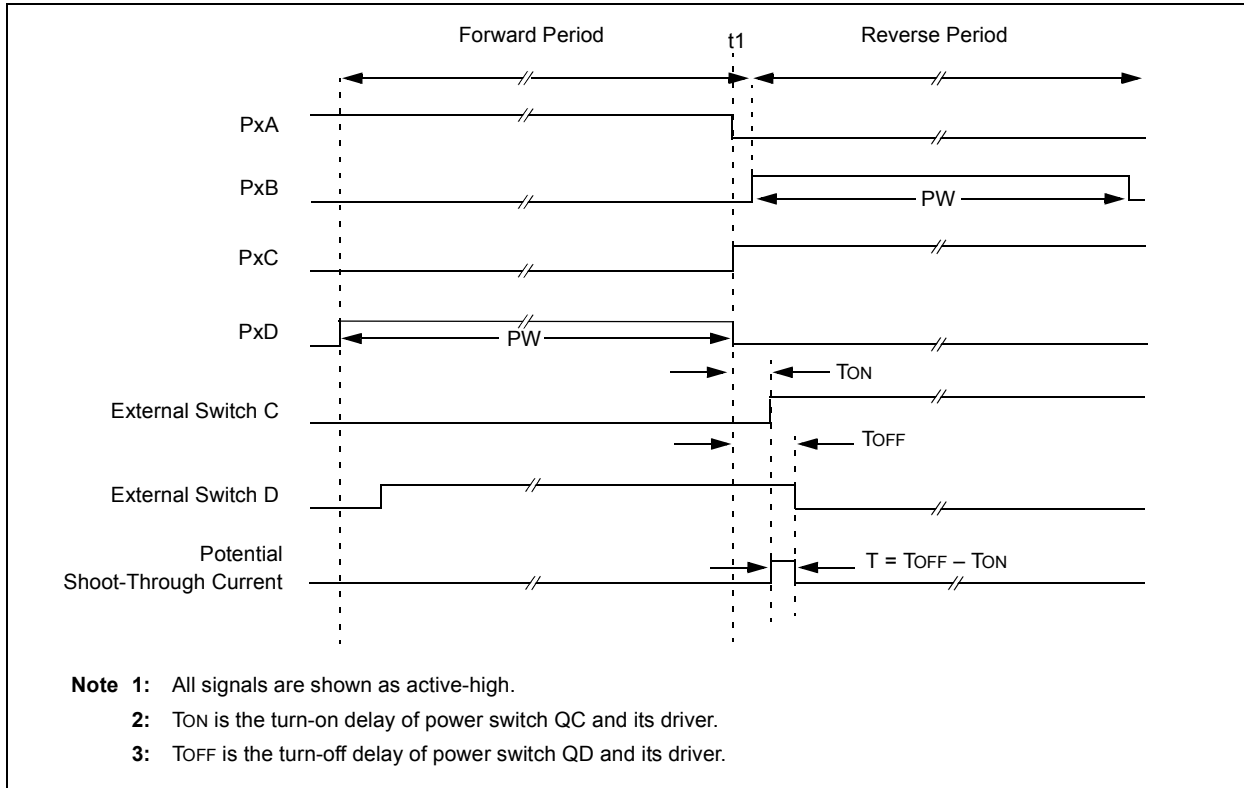 Forward Period
t1
Reverse Period
PxA
PxB
PW
PxC
PxD
PW
TON
External Switch C
TOFF
External Switch D
Potential
Shoot-Through Current
T = TOFF – TON
Note 1: All signals are shown as active-high.
2: TON is the turn-on delay of power switch QC and its driver.
3: TOFF is the turn-off delay of power switch QD and its driver.